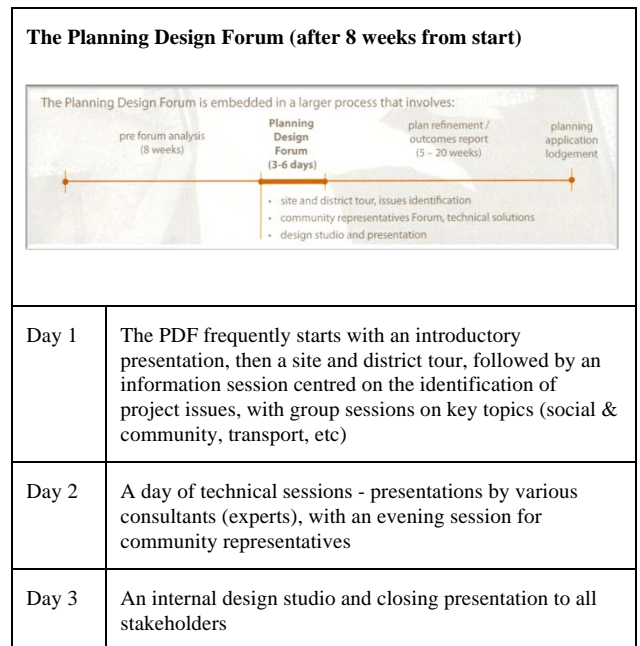 The Planning Design Forum (after 8 weeks from start)
The Planning Design Forum is embedded in a larger process that involves:
pre forum analysis
(8 weeks)
Planning
Design
Forum
(3-6 days)
plan refinement /
outcomes report
(5 – 20 weeks)
planning
application
lodgement
• site and district tour, issues identification
• community representatives Forum, technical solutions
• design studio and presentation
Day 1
The PDF frequently starts with an introductory
presentation, then a site and district tour, followed by an
information session centred on the identification of
project issues, with group sessions on key topics (social &
community, transport, etc)
Day 2
A day of technical sessions - presentations by various
consultants (experts), with an evening session for
community representatives
Day 3
An internal design studio and closing presentation to all
stakeholders